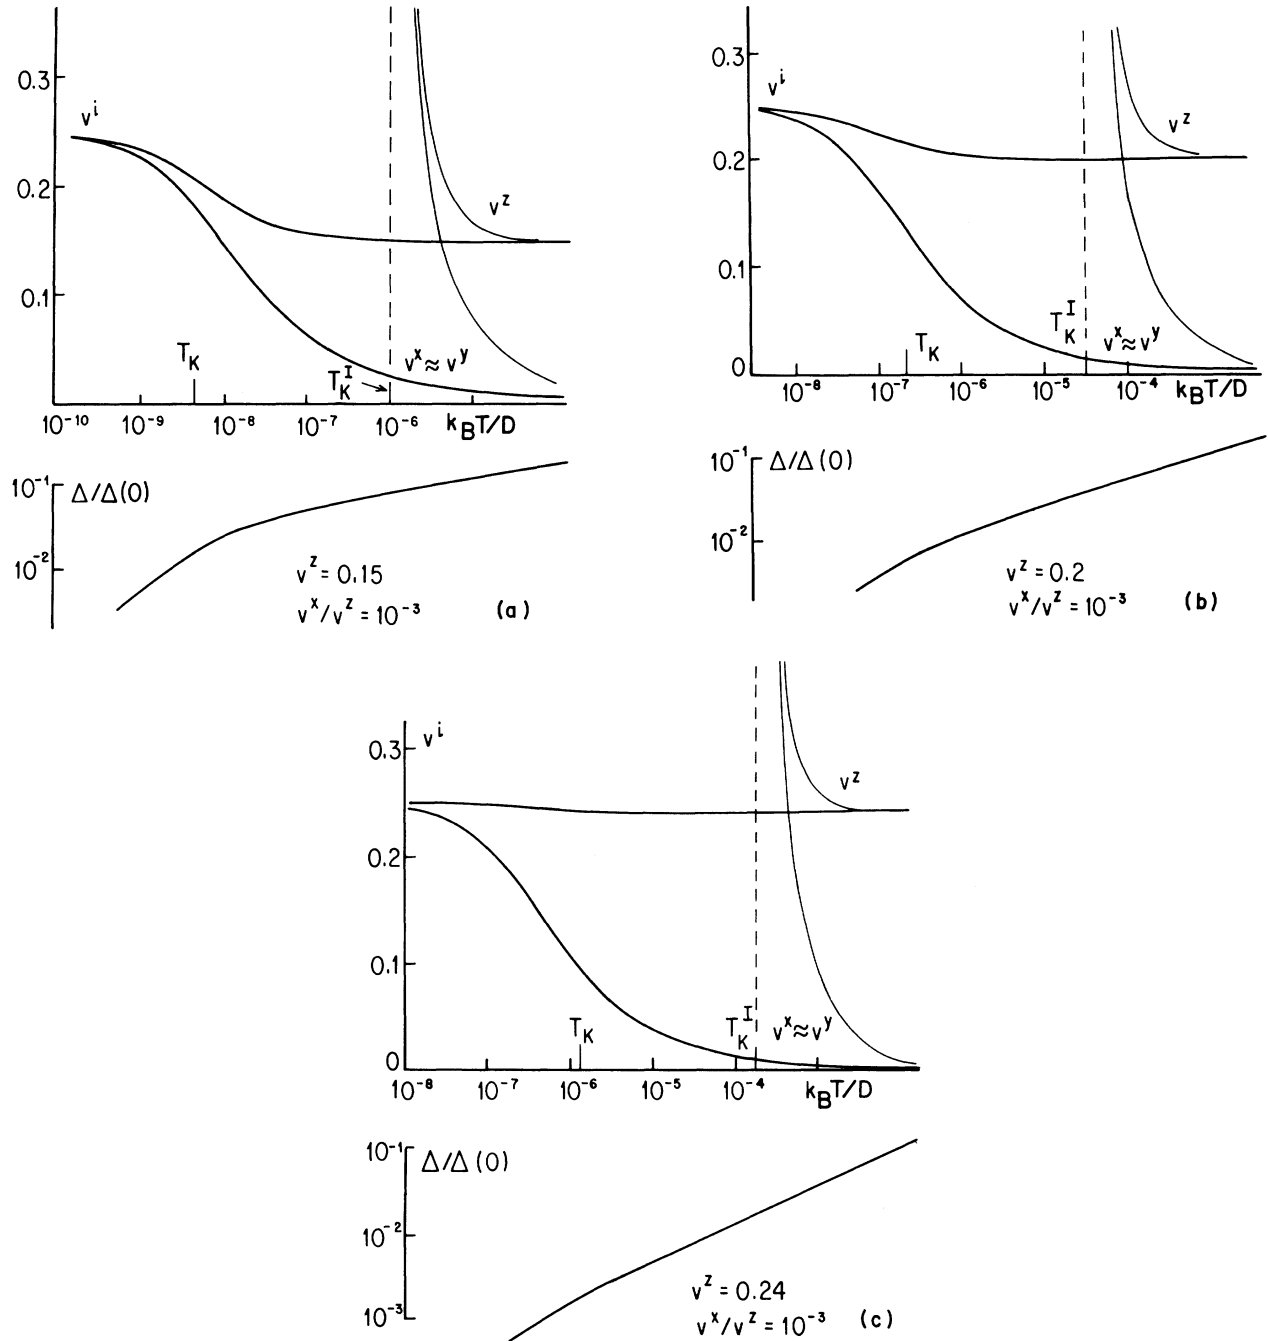 0.3
v^i
0.2
v^z
0.1
T_K
T_K^I
v^x≈v^y
10^-10
10^-9
10^-8
10^-7
10^-6
k_BT/D
10^-1
Δ/Δ(0)
10^-2
v^z = 0.15
v^x/v^z = 10^-3
(a)
0.3
v^i
v^z
0.2
0.1
T_K^I
T_K
v^x≈v^y
0
10^-8
10^-7
10^-6
10^-5
10^-4
k_BT/D
10^-1
Δ/Δ(0)
10^-2
v^z = 0.2
v^x/v^z = 10^-3
(b)
0.3
v^i
v^z
0.2
0.1
T_K
T_K^I
v^x≈v^y
0
10^-8
10^-7
10^-6
10^-5
10^-4
k_BT/D
10^-1
Δ/Δ(0)
10^-2
10^-3
v^z = 0.24
v^x/v^z = 10^-3
(c)